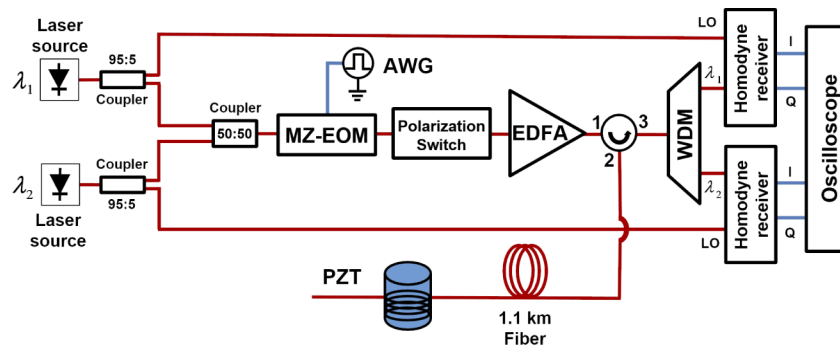 Laser
source
λ1
95:5
Coupler
Coupler
50:50
AWG
MZ-EOM
Polarization
Switch
EDFA
1
3
2
WDM
λ1
λ2
LO
Homodyne
receiver
I
Q
Oscilloscope
Coupler
λ2
95:5
Laser
source
LO
Homodyne
receiver
I
Q
PZT
1.1 km
Fiber